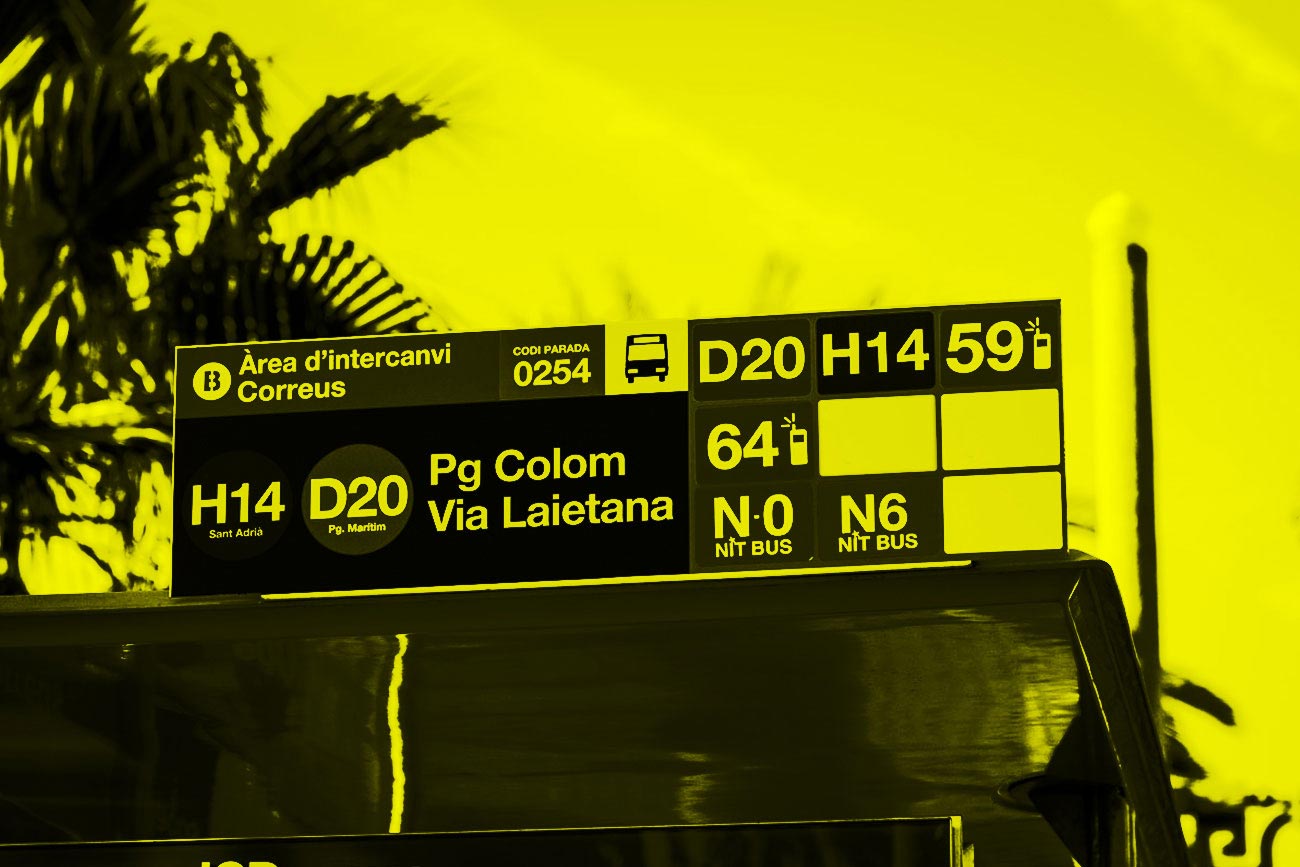 B
Àrea d'intercanvi
Correus
CODI PARADA
0254
H14
Sant Adrià
D20
Pg. Marítim
Pg Colom
Via Laietana
D20 H14 59
64
N·0 N6
NIT BUS NIT BUS